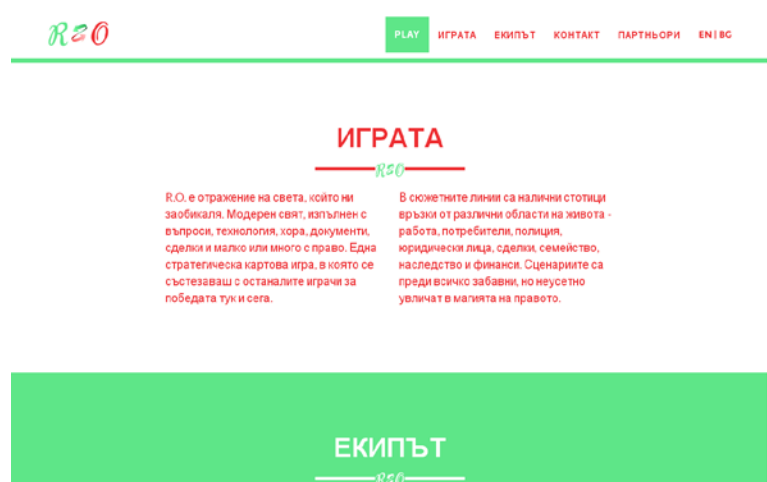 R&O
PLAY ИГРАТА ЕКИПЪТ КОНТАКТ ПАРТНЬОРИ EN | BG
ИГРАТА
R&O
R.O. е отражение на света, който ни
заобикаля. Модерен свят, изпълнен с
въпроси, технология, хора, документи,
сделки и малко или много с право. Една
стратегическа картова игра, в която се
състезаваш с останалите играчи за
победата тук и сега.
В сюжетните линии са налични стотици
връзки от различни области на живота -
работа, потребители, полиция,
юридически лица, сделки, семейство,
наследство и финанси. Сценариите са
преди всичко забавни, но неусетно
увличат в магията на правото.
ЕКИПЪТ
R&O